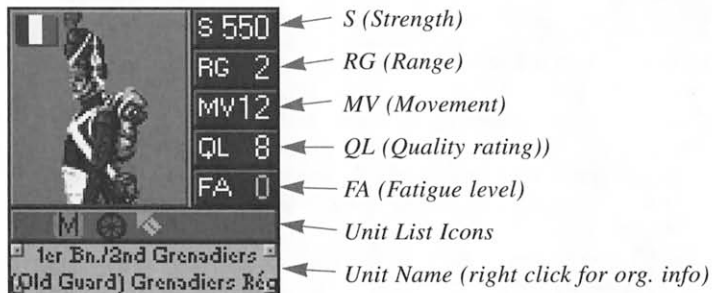 S 550
S (Strength)
RG 2
RG (Range)
MV 12
MV (Movement)
QL 8
QL (Quality rating))
FA 0
FA (Fatigue level)
M
Unit List Icons
1er Bn./2nd Grenadiers
(Old Guard) Grenadiers Rég
Unit Name (right click for org. info)